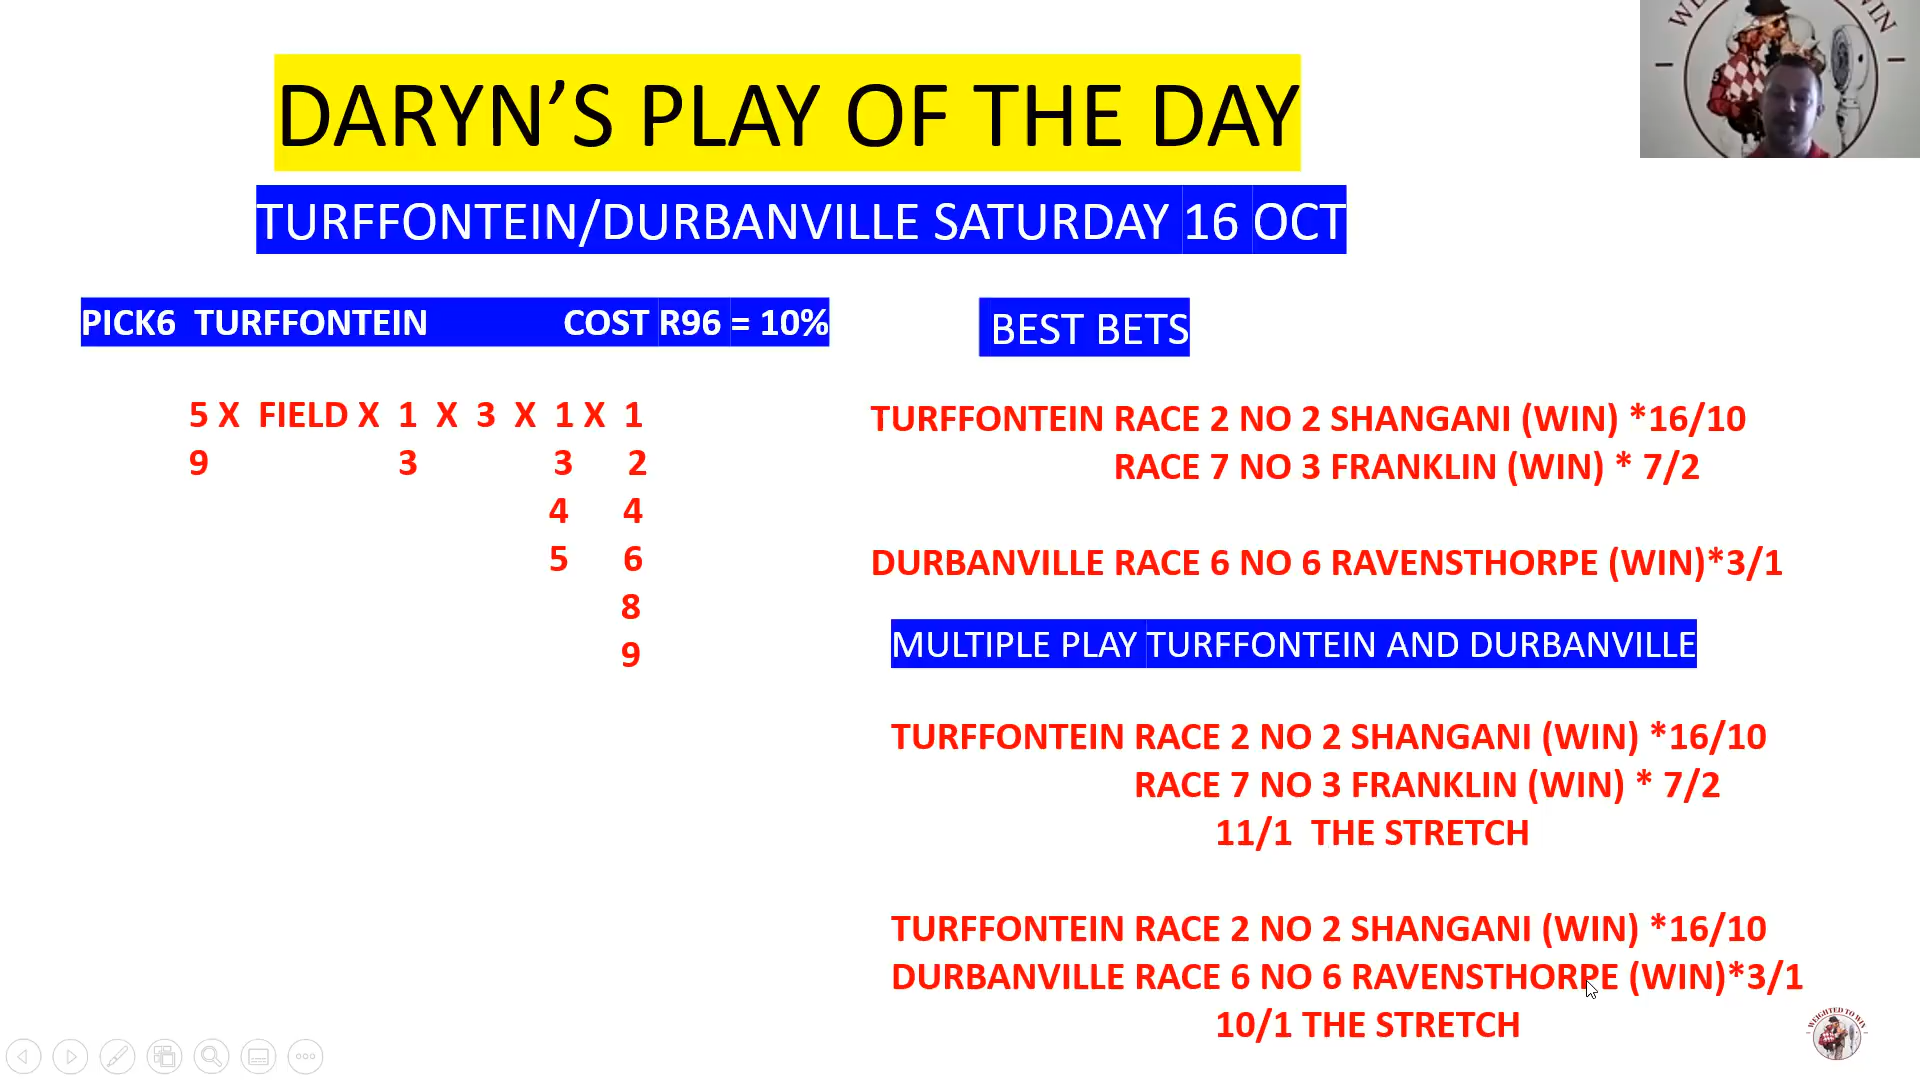 DARYN’S PLAY OF THE DAY
TURFFONTEIN/DURBANVILLE SATURDAY 16 OCT
PICK6 TURFFONTEIN COST R96 = 10%
5 X FIELD X 1 X 3 X 1 X 1
9 3 3 2
4 4
5 6
8
9
BEST BETS
TURFFONTEIN RACE 2 NO 2 SHANGANI (WIN) *16/10
RACE 7 NO 3 FRANKLIN (WIN) * 7/2
DURBANVILLE RACE 6 NO 6 RAVENSTHORPE (WIN)*3/1
MULTIPLE PLAY TURFFONTEIN AND DURBANVILLE
TURFFONTEIN RACE 2 NO 2 SHANGANI (WIN) *16/10
RACE 7 NO 3 FRANKLIN (WIN) * 7/2
11/1 THE STRETCH
TURFFONTEIN RACE 2 NO 2 SHANGANI (WIN) *16/10
DURBANVILLE RACE 6 NO 6 RAVENSTHORPE (WIN)*3/1
10/1 THE STRETCH
WEIGHTED TO WIN